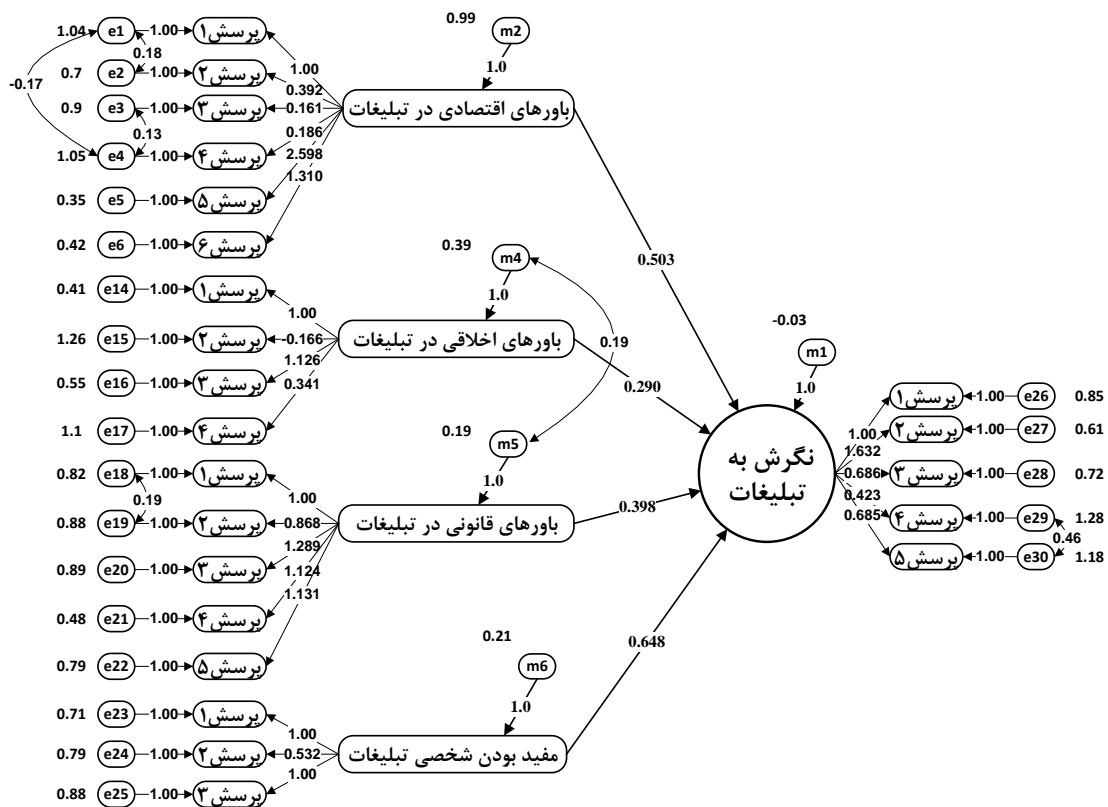 1.04 e1 1.00 پرسش۱
0.18
0.7 e2 1.00 پرسش۲
-0.17
0.9 e3 1.00 پرسش۳
0.13
1.05 e4 1.00 پرسش۴
0.35 e5 1.00 پرسش۵
0.42 e6 1.00 پرسش۶
1.00
0.392
0.161
0.186
2.598
1.310
0.99 m2
1.0
باورهای اقتصادی در تبلیغات
0.503
0.41 e14 1.00 پرسش۱
1.26 e15 1.00 پرسش۲
0.55 e16 1.00 پرسش۳
1.1 e17 1.00 پرسش۴
1.00
-0.166
1.126
0.341
0.39 m4
1.0
باورهای اخلاقی در تبلیغات
0.19
0.290
0.82 e18 1.00 پرسش۱
0.19
0.88 e19 1.00 پرسش۲
0.89 e20 1.00 پرسش۳
0.48 e21 1.00 پرسش۴
0.79 e22 1.00 پرسش۵
1.00
0.868
1.289
1.124
1.131
0.19 m5
1.0
باورهای قانونی در تبلیغات
0.398
0.71 e23 1.00 پرسش۱
0.79 e24 1.00 پرسش۲
0.88 e25 1.00 پرسش۳
1.00
0.532
1.00
0.21 m6
1.0
مفید بودن شخصی تبلیغات
0.648
-0.03
m1
1.0
نگرش به
تبلیغات
1.00
1.632
0.686
0.423
0.685
پرسش۱ 1.00 e26 0.85
پرسش۲ 1.00 e27 0.61
پرسش۳ 1.00 e28 0.72
پرسش۴ 1.00 e29 1.28
0.46
پرسش۵ 1.00 e30 1.18